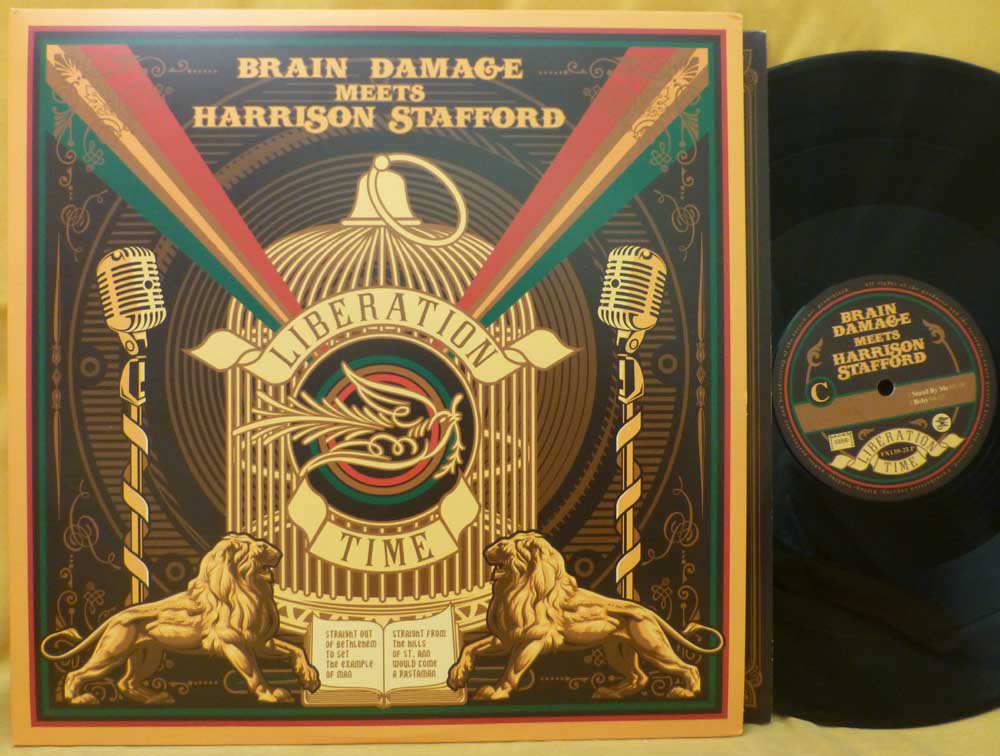 BRAIN DAMAGE
MEETS
HARRISON STAFFORD
LIBERATION
TIME
STRAIGHT OUT
OF BETHLEHEM
TO SET
THE EXAMPLE
OF MAN
STRAIGHT FROM
THE HILLS
OF ST. ANN
WOULD COME
A RASTAMAN
BRAIN
DAMAGE
MEETS
HARRISON
STAFFORD
C
Stand By Me
LIBERATION
TIME